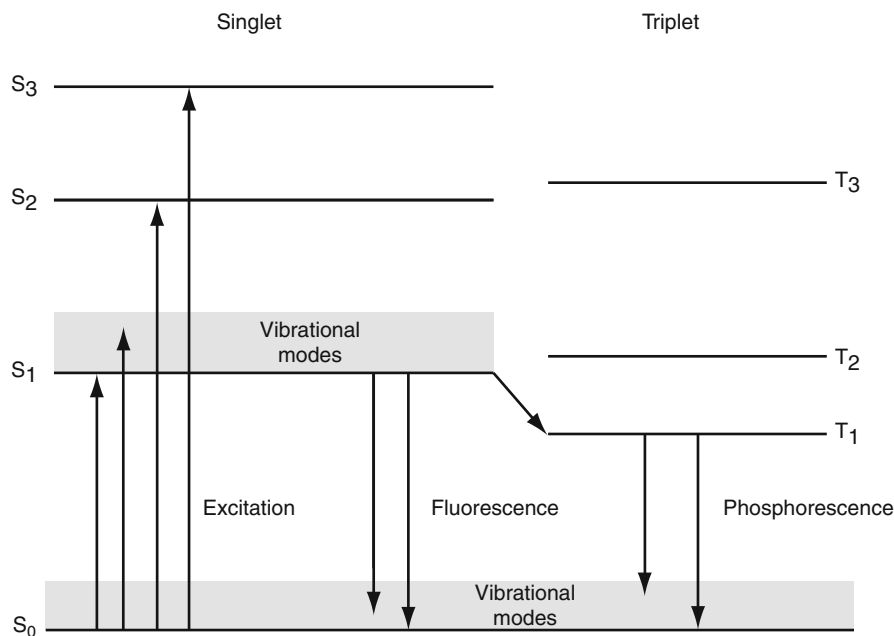 Singlet
Triplet
S3
T3
S2
Vibrational
modes
T2
S1
T1
Excitation
Fluorescence
Phosphorescence
Vibrational
modes
S0